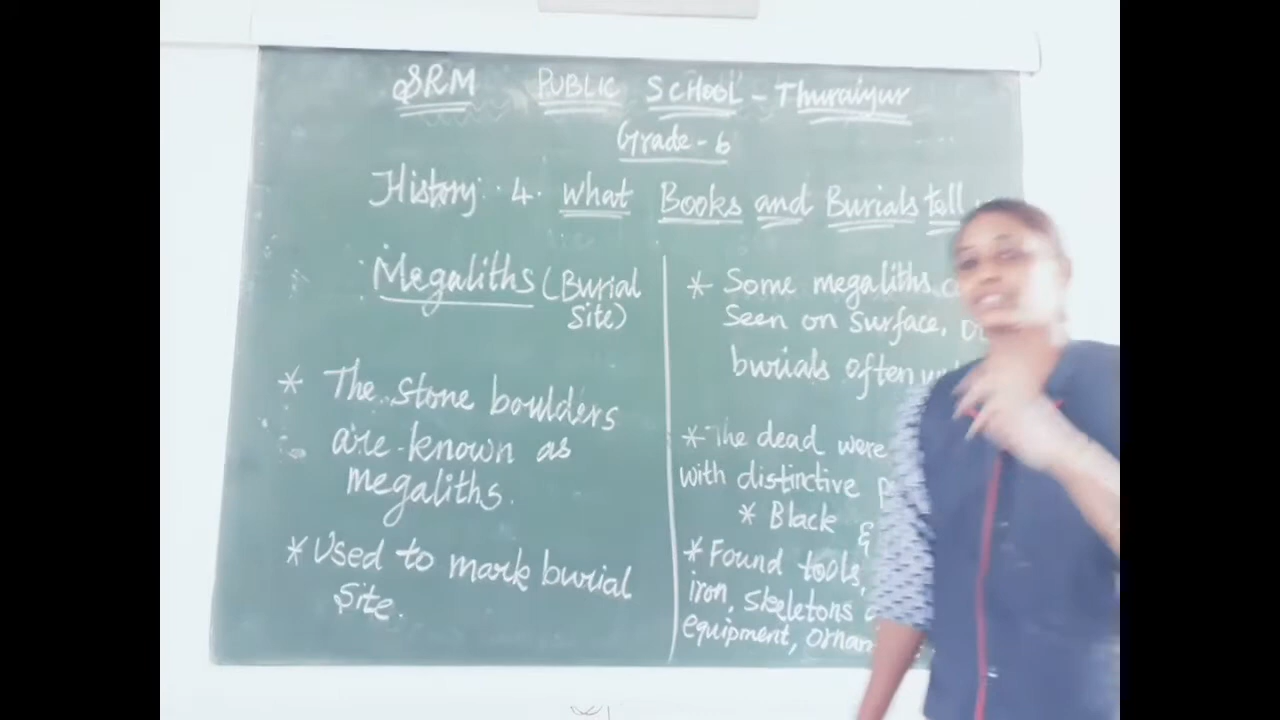 SRM PUBLIC SCHOOL - Thuraiyur
Grade - 6
History: 4. What Books and Burials tell
Megaliths (Burial
Site)
* The stone boulders
are known as
megaliths.
* Used to mark burial
site.
* Some megaliths
Seen on surface,
burials often
* The dead were
with distinctive
* Black &
* Found tools,
iron, skeletons
equipment,